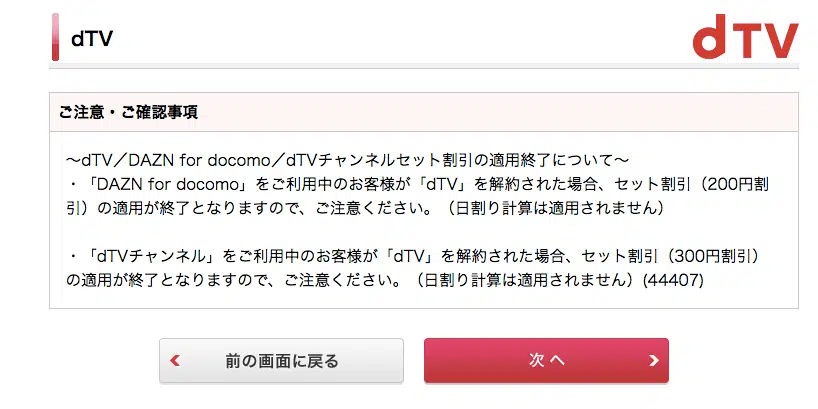 dTV
dTV
ご注意・ご確認事項
〜dTV／DAZN for docomo／dTVチャンネルセット割引の適用終了について〜
・「DAZN for docomo」をご利用中のお客様が「dTV」を解約された場合、セット割引（200円割
引）の適用が終了となりますので、ご注意ください。（日割り計算は適用されません）
・「dTVチャンネル」をご利用中のお客様が「dTV」を解約された場合、セット割引（300円割引）
の適用が終了となりますので、ご注意ください。（日割り計算は適用されません）(44407)
前の画面に戻る
次へ